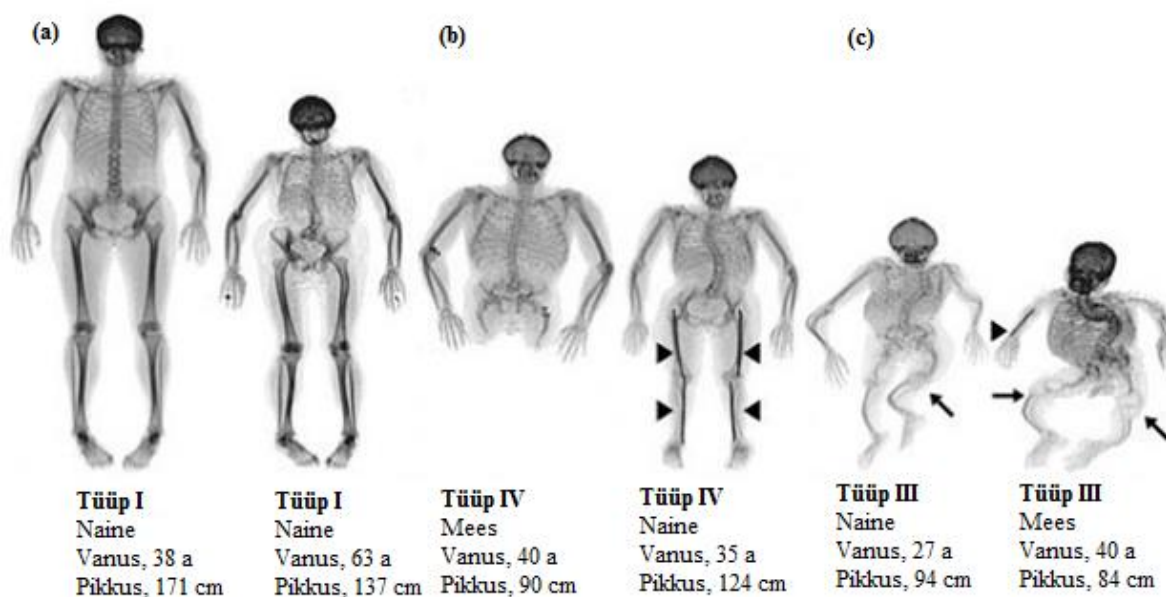 (a)
(b)
(c)
Tüüp I
Naine
Vanus, 38 a
Pikkus, 171 cm
Tüüp I
Naine
Vanus, 63 a
Pikkus, 137 cm
Tüüp IV
Mees
Vanus, 40 a
Pikkus, 90 cm
Tüüp IV
Naine
Vanus, 35 a
Pikkus, 124 cm
Tüüp III
Naine
Vanus, 27 a
Pikkus, 94 cm
Tüüp III
Mees
Vanus, 40 a
Pikkus, 84 cm